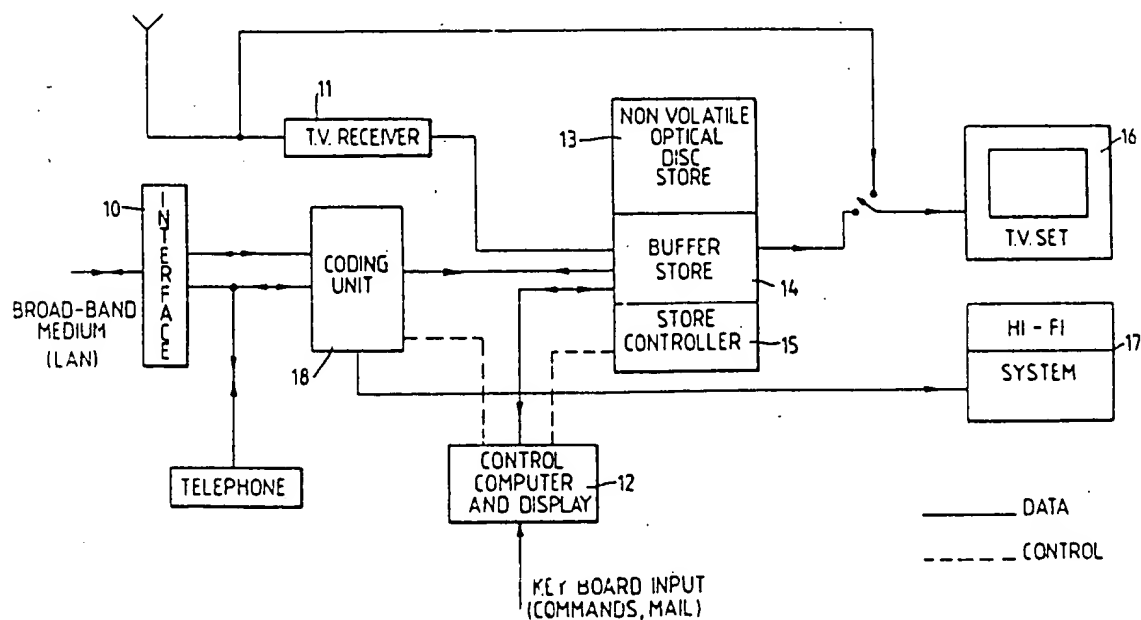 11
T.V. RECEIVER
13
NON VOLATILE
OPTICAL
DISC
STORE
16
T.V. SET
10
INTERFACE
CODING
UNIT
18
BUFFER
STORE
14
STORE
CONTROLLER
15
BROAD-BAND
MEDIUM
(LAN)
HI - FI
SYSTEM
17
TELEPHONE
CONTROL
COMPUTER
AND DISPLAY
12
DATA
CONTROL
KEY BOARD INPUT
(COMMANDS, MAIL)